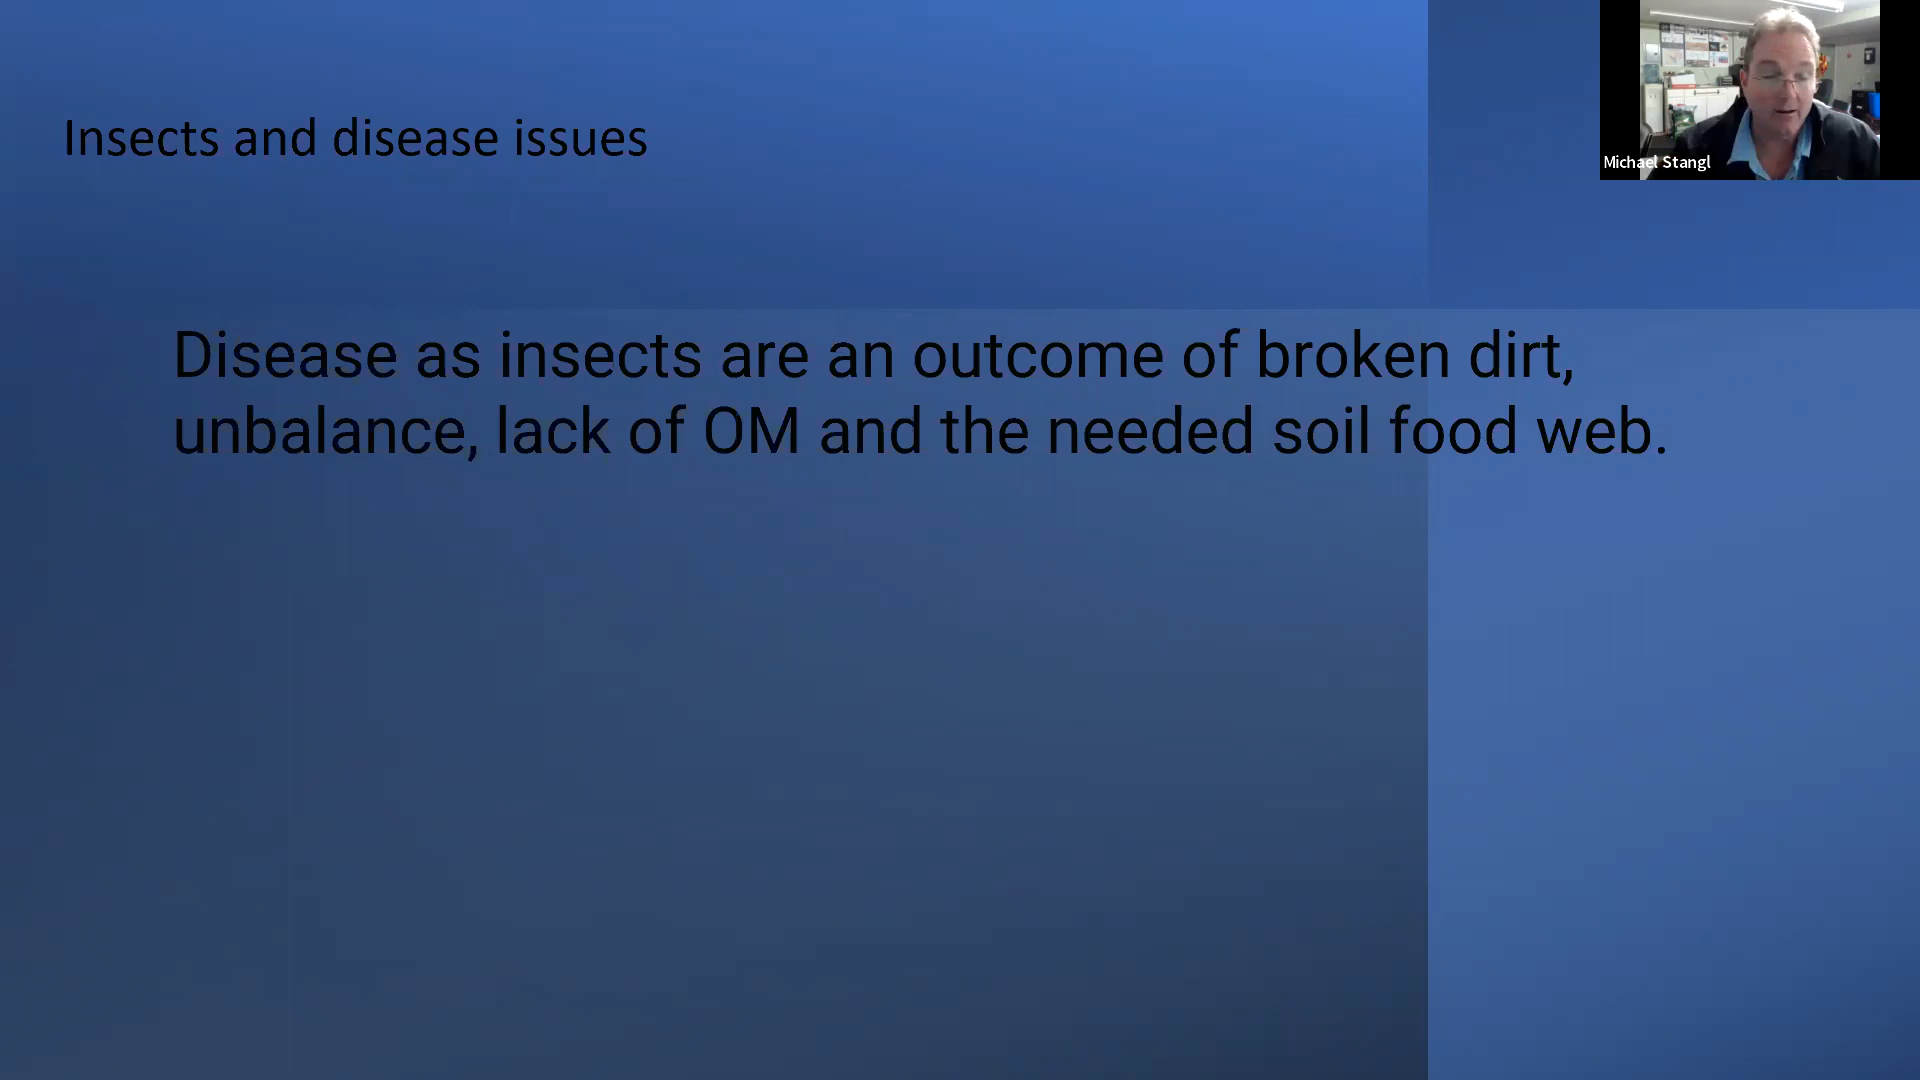 Insects and disease issues
Michael Stangl
Disease as insects are an outcome of broken dirt,
unbalance, lack of OM and the needed soil food web.